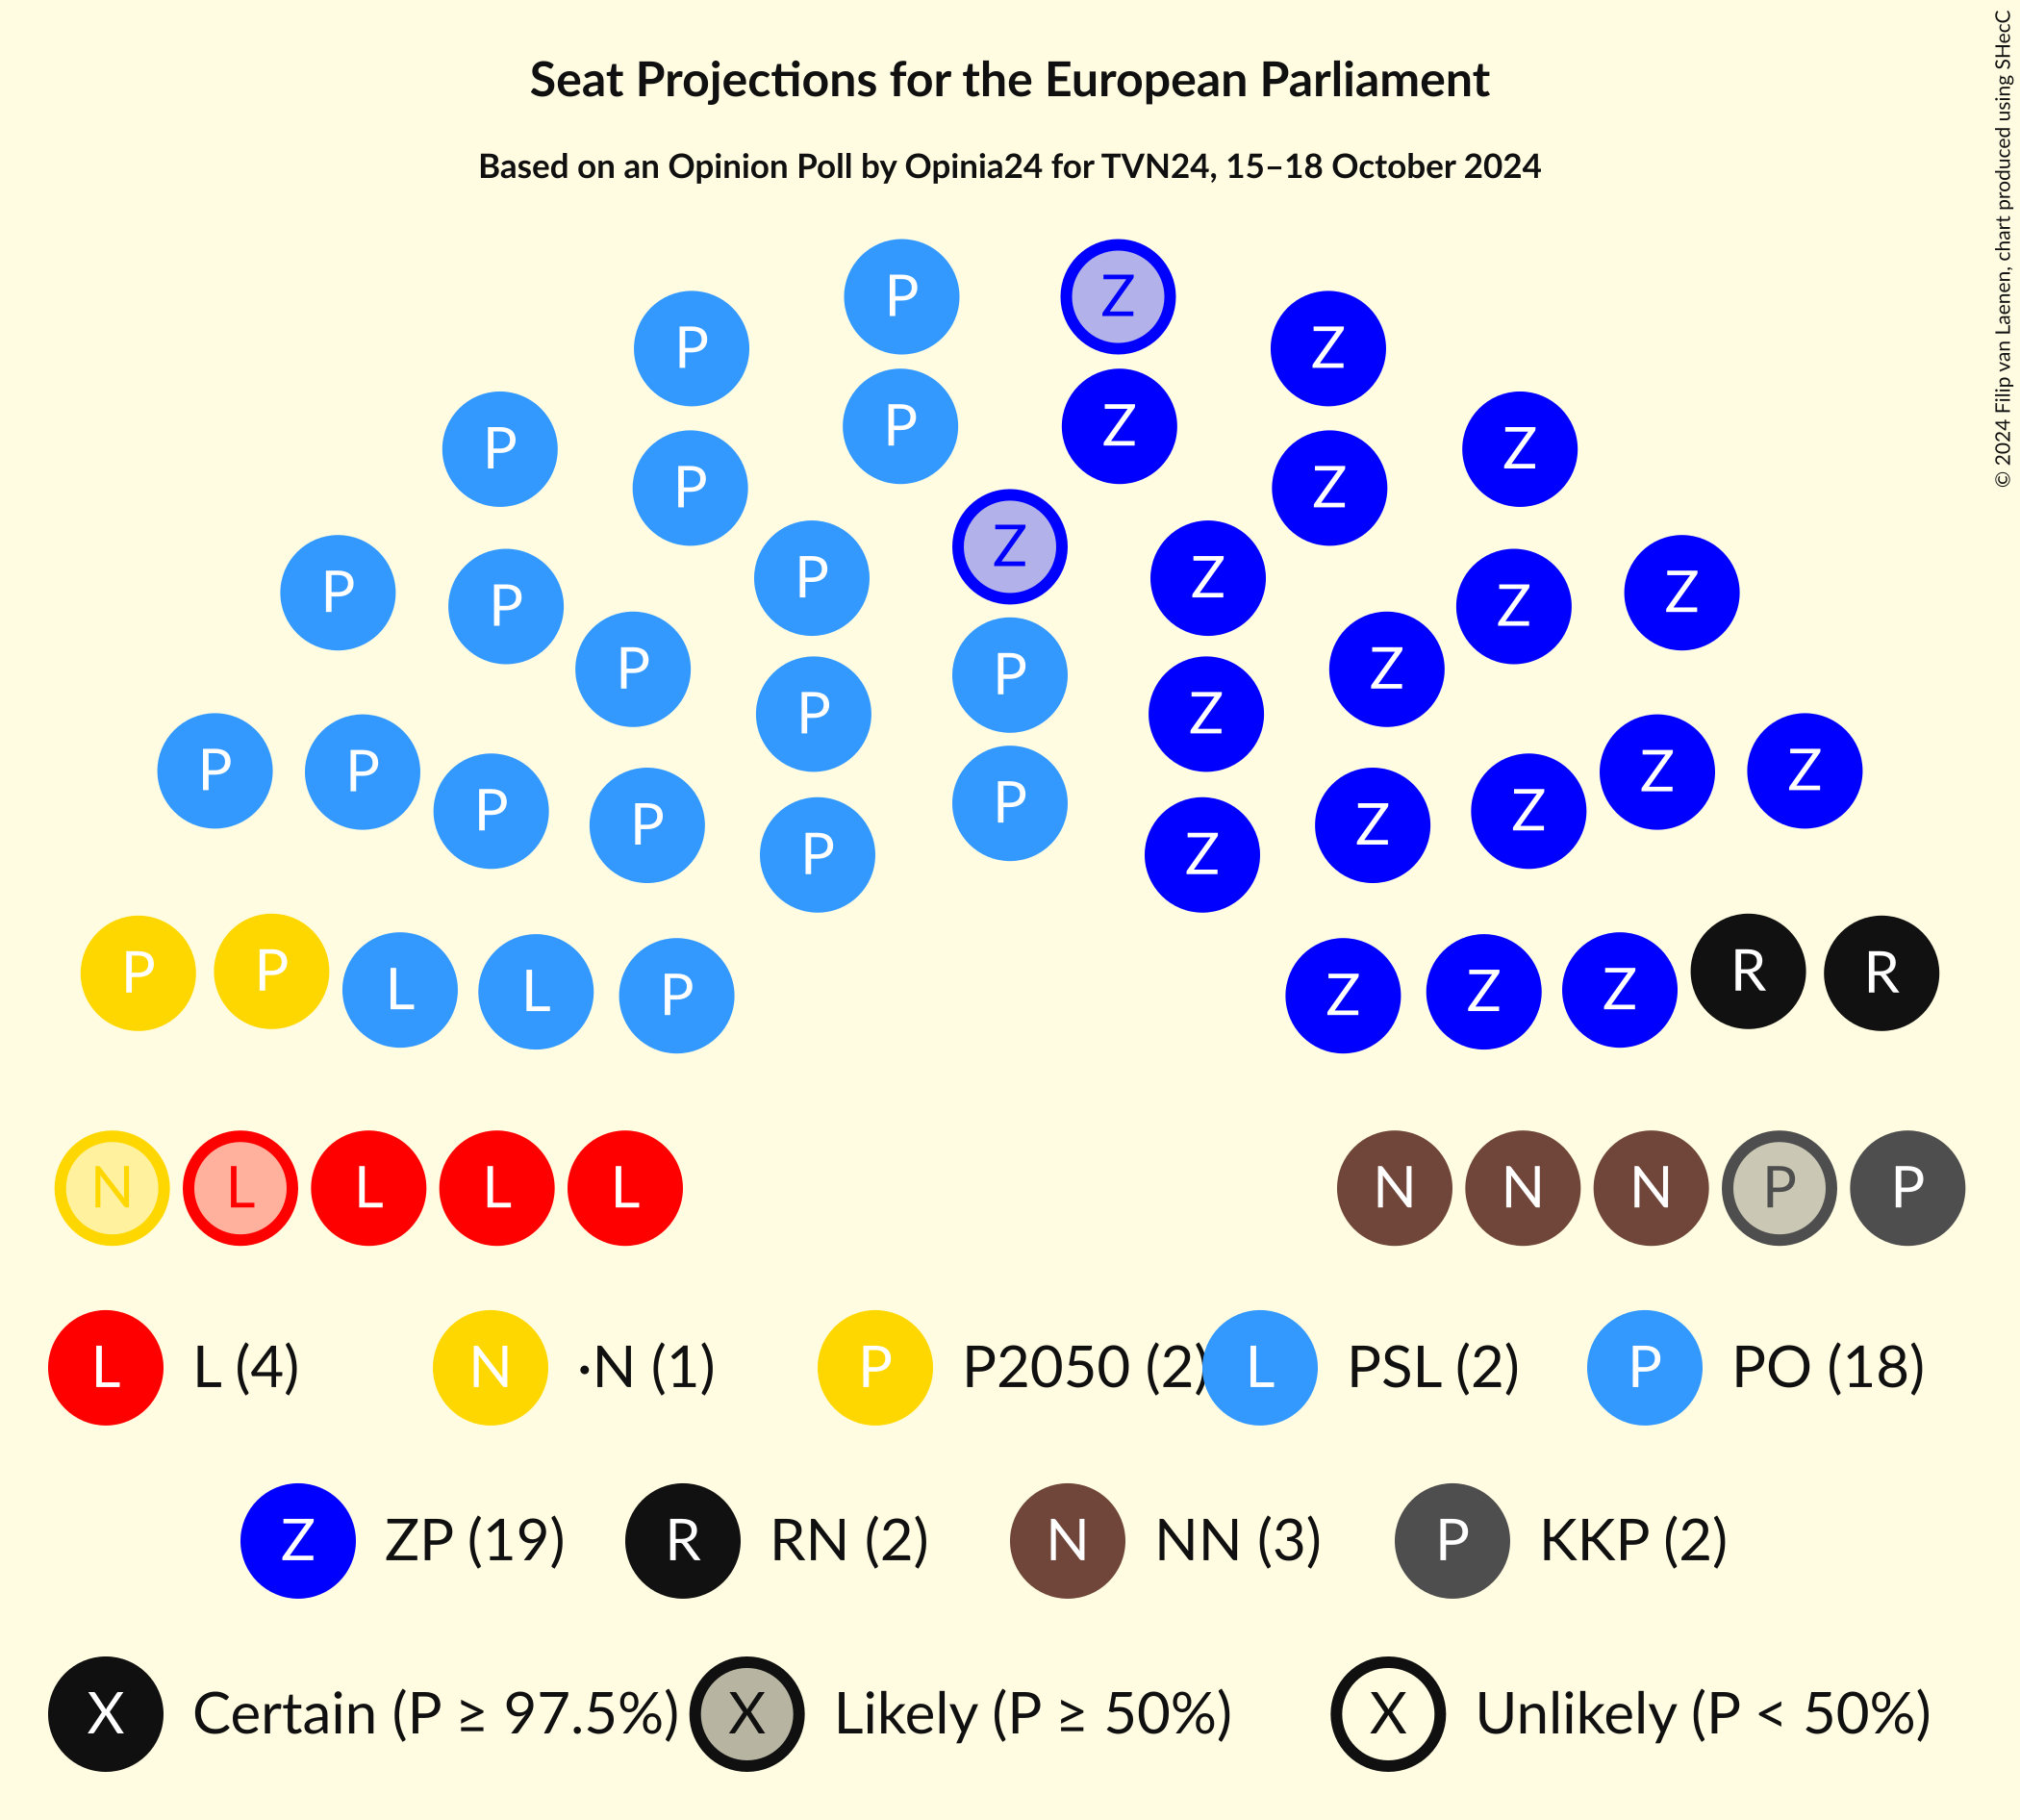 Seat Projections for the European Parliament
Based on an Opinion Poll by Opinia24 for TVN24, 15–18 October 2024
© 2024 Filip van Laenen, chart produced using SHecC
P Z
P Z
P Z
P Z
P Z
P Z
Z
P Z
P Z
P Z
P Z
P
P Z
P P Z Z
P Z
P
P Z
P Z
P Z
P P R R
L L Z Z
P Z
N L L L L N N N P P
L L (4) N ·N (1) P P2050 (2) L PSL (2) P PO (18)
Z ZP (19) R RN (2) N NN (3) P KKP (2)
X Certain (P ≥ 97.5%) X Likely (P ≥ 50%) X Unlikely (P < 50%)